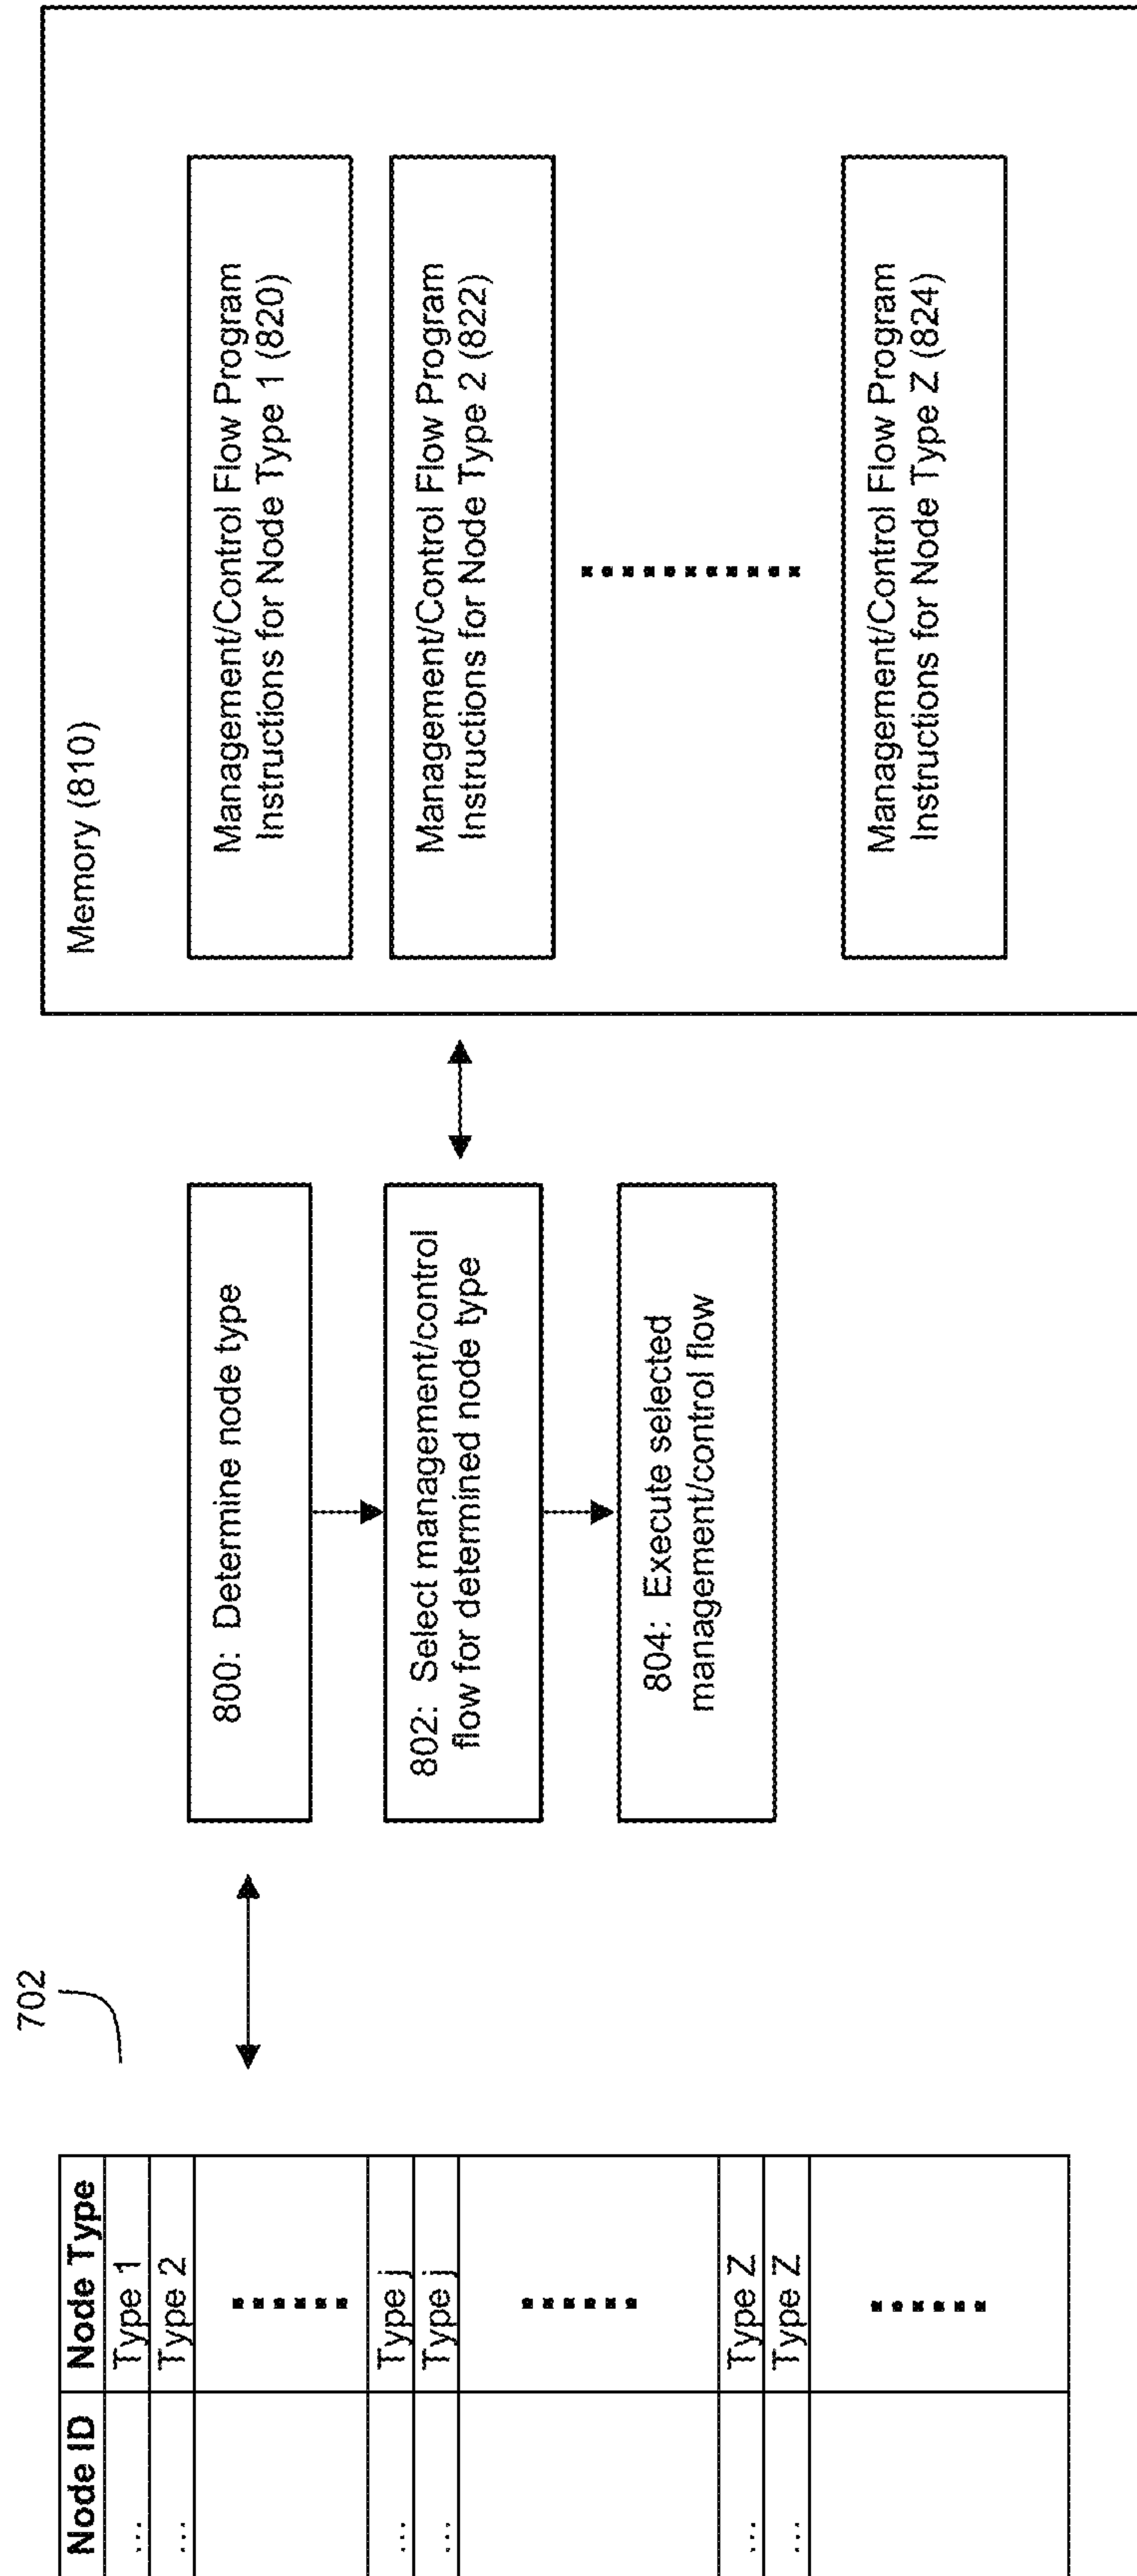 702
Node ID Node Type
... Type 1
... Type 2
... Type j
... Type j
... Type Z
... Type Z
800: Determine node type
802: Select management/control
flow for determined node type
804: Execute selected
management/control flow
Memory (810)
Management/Control Flow Program
Instructions for Node Type 1 (820)
Management/Control Flow Program
Instructions for Node Type 2 (822)
Management/Control Flow Program
Instructions for Node Type Z (824)